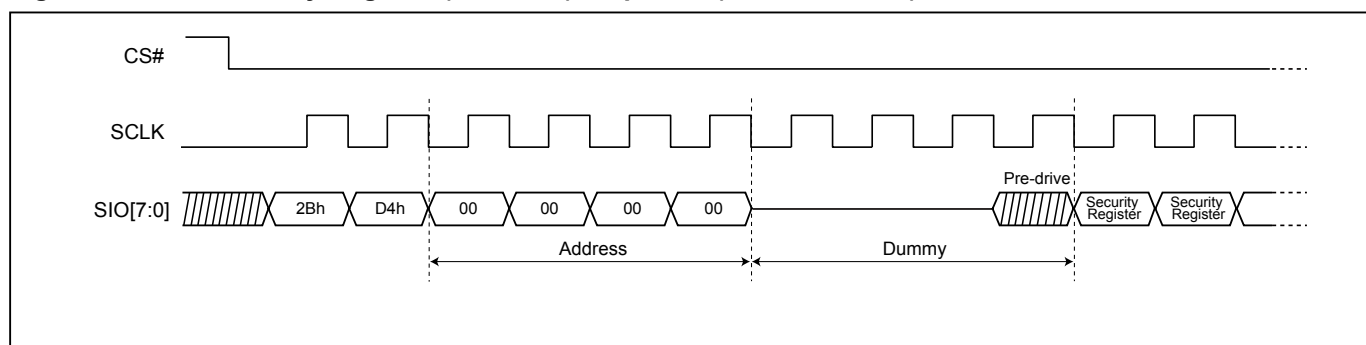 CS#
SCLK
Pre-drive
SIO[7:0]
2Bh D4h 00 00 00 00 Security Register Security Register
Address Dummy